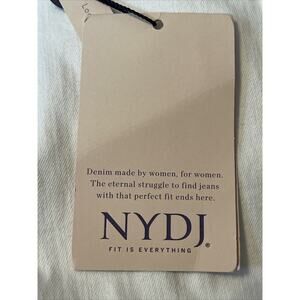 Denim made by women, for women.
The eternal struggle to find jeans
with that perfect fit ends here.
NYDJ®
FIT IS EVERYTHING